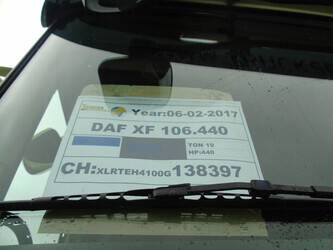 Year:06-02-2017
DAF XF 106.440
TON 19
HP:440
CH:XLRTEH4100G138397